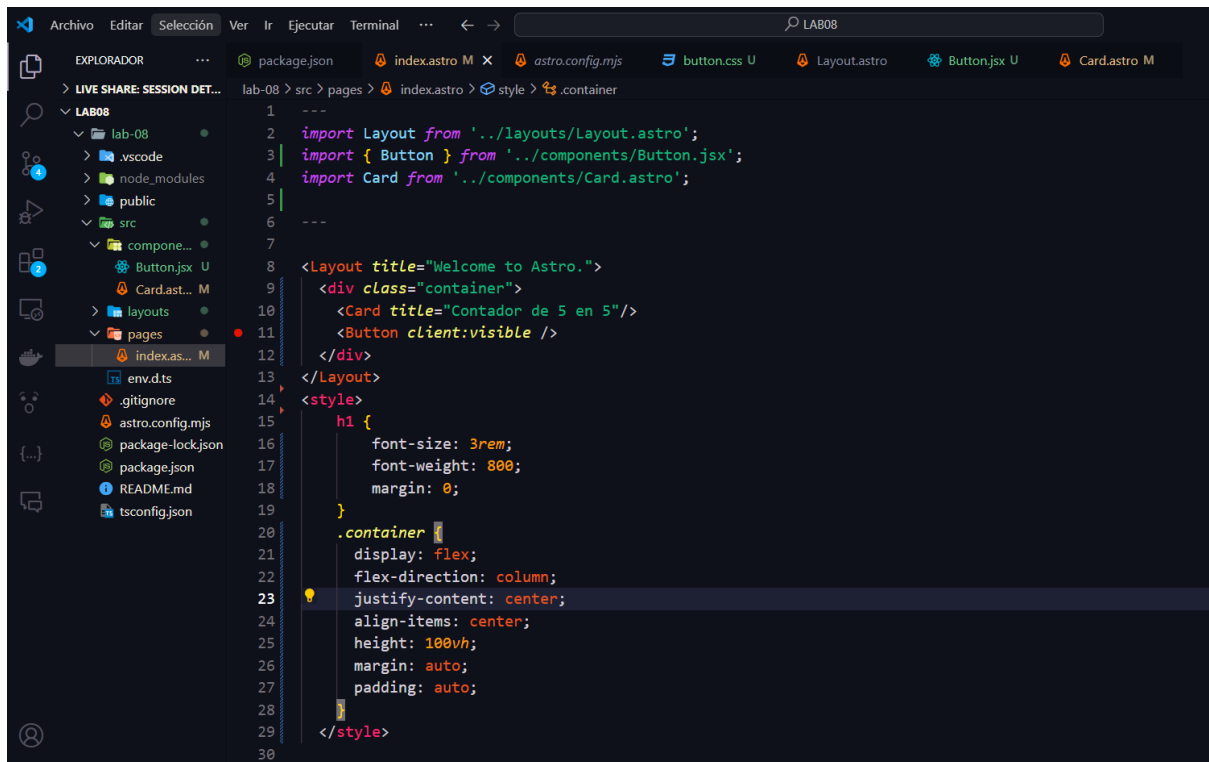 Archivo Editar Selección Ver Ir Ejecutar Terminal ··· LAB08
EXPLORADOR ···
package.json index.astro M astro.config.mjs button.css U Layout.astro Button.jsx U Card.astro M
LIVE SHARE: SESSION DET...
lab-08 > src > pages > index.astro > style > .container
LAB08
lab-08
.vscode
node_modules
public
src
compone...
Button.jsx U
Card.ast... M
layouts
pages
index.as... M
env.d.ts
.gitignore
astro.config.mjs
package-lock.json
package.json
README.md
tsconfig.json
4
2
1 ---
2 import Layout from '../layouts/Layout.astro';
3 import { Button } from '../components/Button.jsx';
4 import Card from '../components/Card.astro';
5
6 ---
7
8 <Layout title="Welcome to Astro.">
9 <div class="container">
10 <Card title="Contador de 5 en 5"/>
11 <Button client:visible />
12 </div>
13 </Layout>
14 <style>
15 h1 {
16 font-size: 3rem;
17 font-weight: 800;
18 margin: 0;
19 }
20 .container {
21 display: flex;
22 flex-direction: column;
23 justify-content: center;
24 align-items: center;
25 height: 100vh;
26 margin: auto;
27 padding: auto;
28 }
29 </style>
30